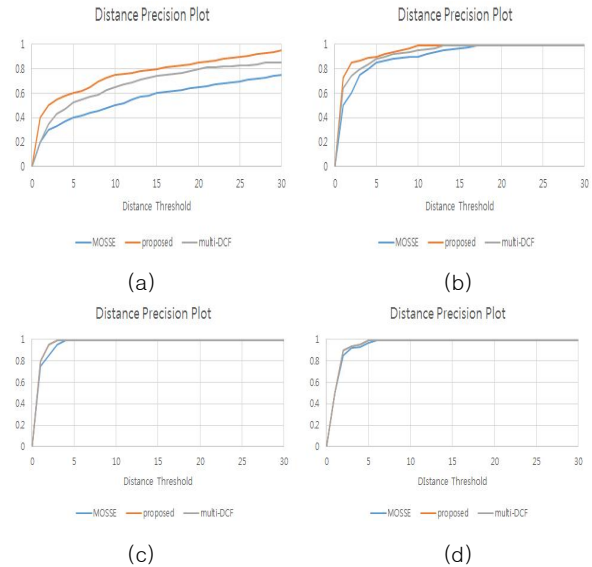 Distance Precision Plot
1
0.8
0.6
0.4
0.2
0
0 5 10 15 20 25 30
Distance Threshold
MOSSE proposed multi-DCF
(a)
Distance Precision Plot
1
0.8
0.6
0.4
0.2
0
0 5 10 15 20 25 30
Distance Threshold
MOSSE proposed multi-DCF
(b)
Distance Precision Plot
1
0.8
0.6
0.4
0.2
0
0 5 10 15 20 25 30
Distance Threshold
MOSSE proposed multi-DCF
(c)
Distance Precision Plot
1
0.8
0.6
0.4
0.2
0
0 5 10 15 20 25 30
DIstance Threshold
MOSSE proposed multi-DCF
(d)